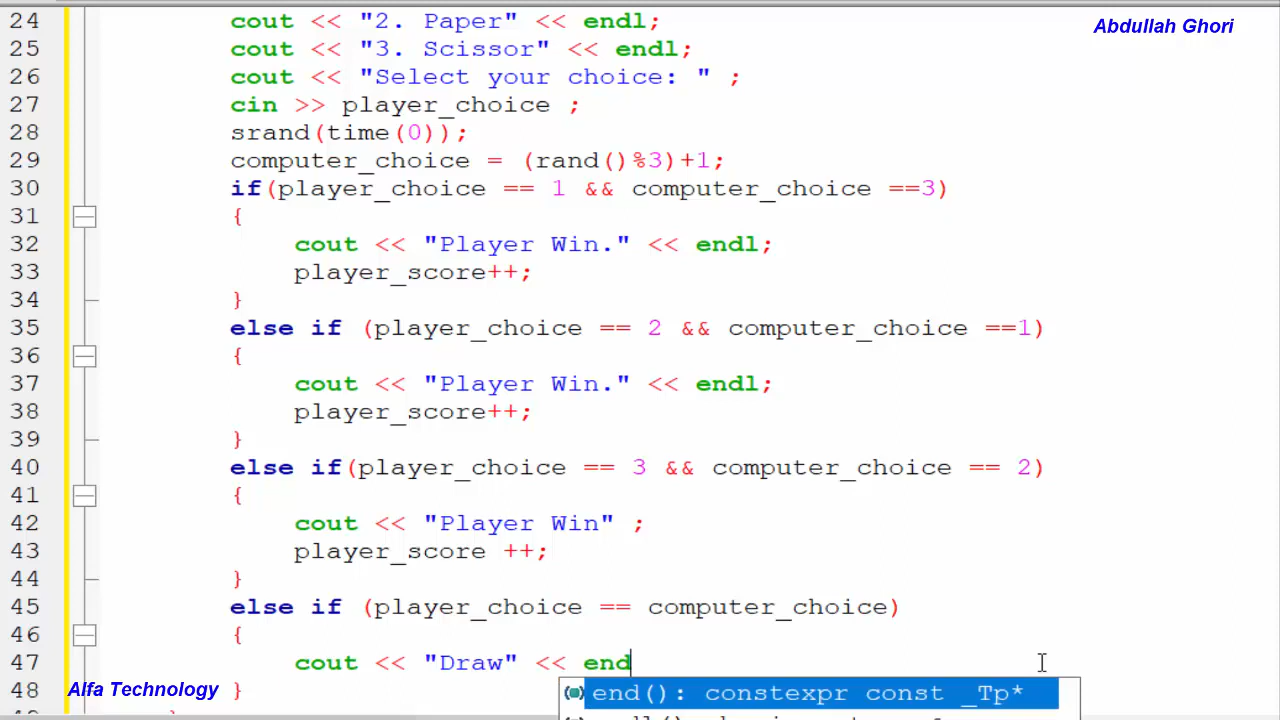 Abdullah Ghori
24 cout << "2. Paper" << endl;
25 cout << "3. Scissor" << endl;
26 cout << "Select your choice: " ;
27 cin >> player_choice ;
28 srand(time(0));
29 computer_choice = (rand()%3)+1;
30 if(player_choice == 1 && computer_choice ==3)
31 {
32 cout << "Player Win." << endl;
33 player_score++;
34 }
35 else if (player_choice == 2 && computer_choice ==1)
36 {
37 cout << "Player Win." << endl;
38 player_score++;
39 }
40 else if(player_choice == 3 && computer_choice == 2)
41 {
42 cout << "Player Win" ;
43 player_score ++;
44 }
45 else if (player_choice == computer_choice)
46 {
47 cout << "Draw" << end
48 }
Alfa Technology
end(): constexpr const _Tp*